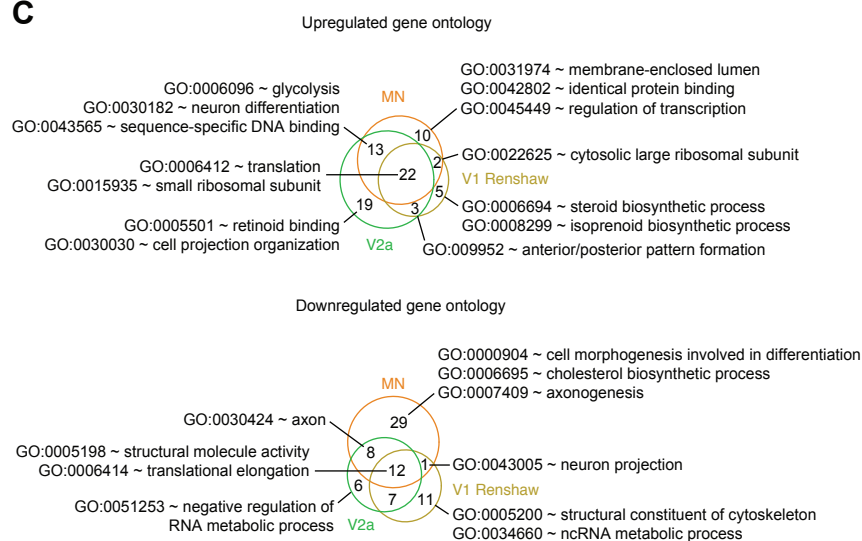 C
Upregulated gene ontology
GO:0006096 ~ glycolysis
GO:0030182 ~ neuron differentiation
GO:0043565 ~ sequence-specific DNA binding
GO:0006412 ~ translation
GO:0015935 ~ small ribosomal subunit
GO:0005501 ~ retinoid binding
GO:0030030 ~ cell projection organization
MN
10
13
2
22
5
19
3
V2a
V1 Renshaw
GO:0031974 ~ membrane-enclosed lumen
GO:0042802 ~ identical protein binding
GO:0045449 ~ regulation of transcription
GO:0022625 ~ cytosolic large ribosomal subunit
GO:0006694 ~ steroid biosynthetic process
GO:0008299 ~ isoprenoid biosynthetic process
GO:009952 ~ anterior/posterior pattern formation
Downregulated gene ontology
GO:0030424 ~ axon
GO:0005198 ~ structural molecule activity
GO:0006414 ~ translational elongation
GO:0051253 ~ negative regulation of
RNA metabolic process
MN
29
8
12
1
6
7
11
V2a
V1 Renshaw
GO:0000904 ~ cell morphogenesis involved in differentiation
GO:0006695 ~ cholesterol biosynthetic process
GO:0007409 ~ axonogenesis
GO:0043005 ~ neuron projection
GO:0005200 ~ structural constituent of cytoskeleton
GO:0034660 ~ ncRNA metabolic process